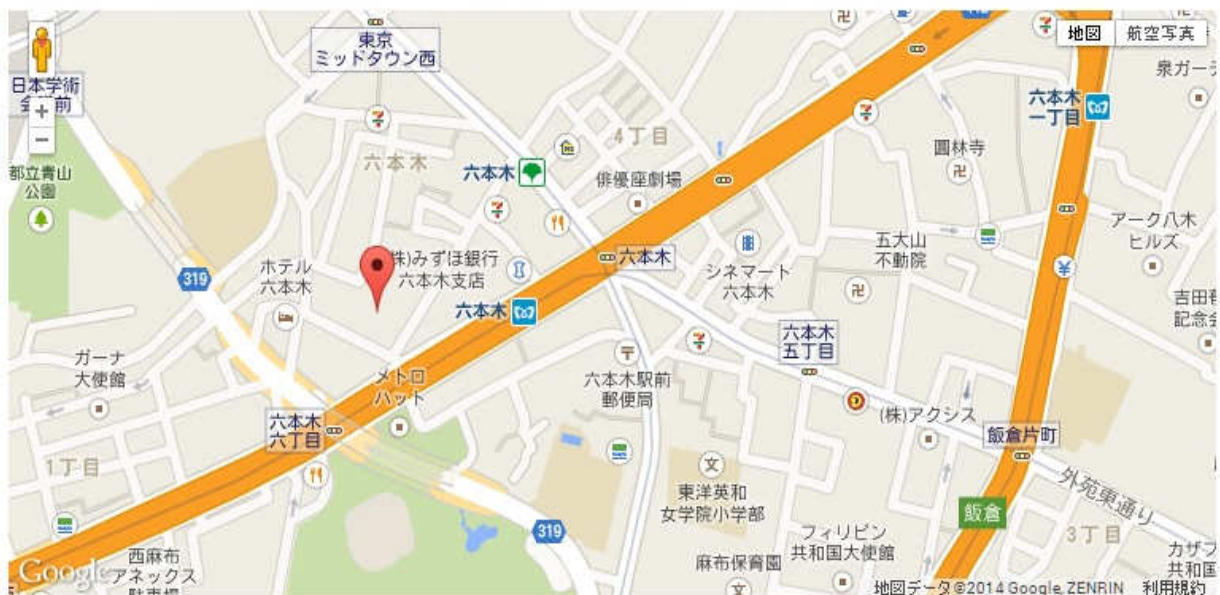 地図 航空写真
東京
ミッドタウン西
日本学術
六本木
一丁目
泉ガーデ
4丁目
六本木
六本木
俳優座劇場
圓林寺
都立青山
公園
アーク八木
ヒルズ
五大山
不動院
(株)みずほ銀行
六本木支店
六本木
シネマート
六本木
ホテル
六本木
319
六本木
六本木
五丁目
ガーナ
大使館
メトロ
ハット
六本木駅前
郵便局
(株)アクシス
六本木
六丁目
飯倉片町
1丁目
外苑東通り
東洋英和
女学院小学部
飯倉
319
フィリピン
共和国大使館
3丁目
麻布保育園
西麻布
アネックス
駐車場
カザフ
共和国
Google
地図データ©2014 Google, ZENRIN 利用規約